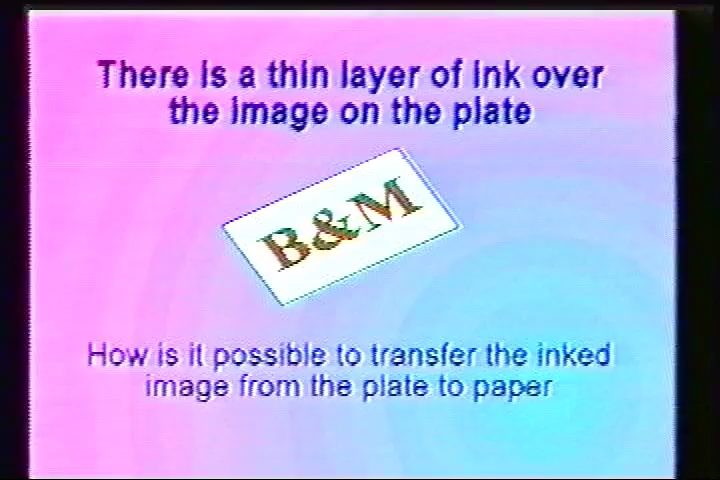 There is a thin layer of ink over
the image on the plate
B&M
How is it possible to transfer the inked
image from the plate to paper